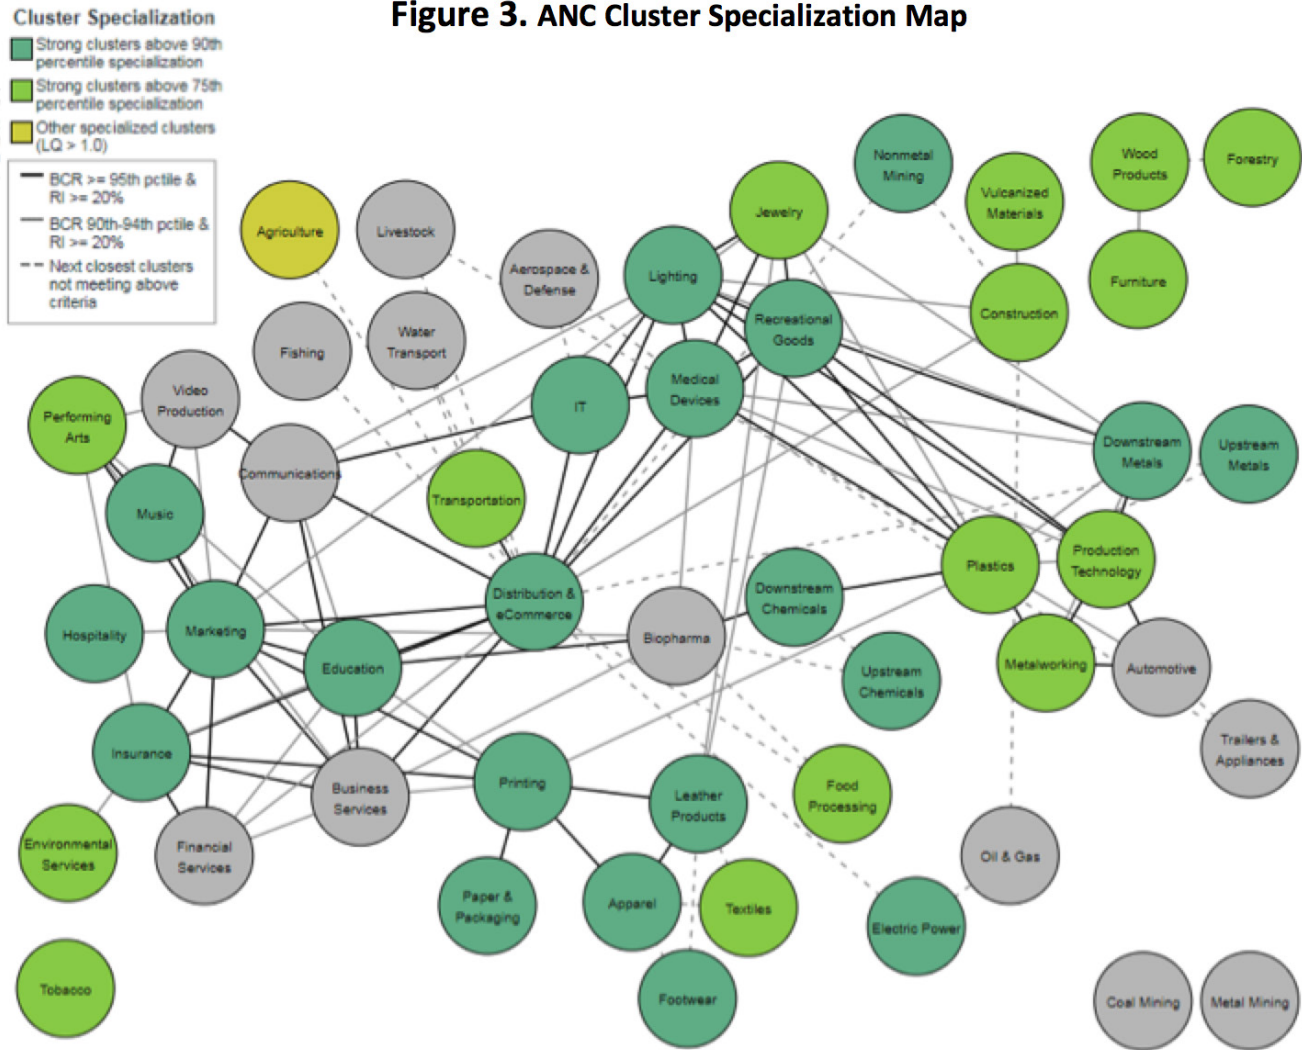 Figure 3. ANC Cluster Specialization Map
Cluster Specialization
Strong clusters above 90th
percentile specialization
Strong clusters above 75th
percentile specialization
Other specialized clusters
(LQ > 1.0)
BCR >= 95th pctile &
RI >= 20%
BCR 90th-94th pctile &
RI >= 20%
Next closest clusters
not meeting above
criteria
Agriculture
Livestock
Aerospace &
Defense
Lighting
Jewelry
Nonmetal
Mining
Vulcanized
Materials
Wood
Products
Forestry
Fishing
Water
Transport
Recreational
Goods
Construction
Furniture
Performing
Arts
Video
Production
Communications
IT
Medical
Devices
Transportation
Downstream
Metals
Upstream
Metals
Music
Plastics
Production
Technology
Hospitality
Marketing
Education
Distribution &
eCommerce
Biopharma
Downstream
Chemicals
Upstream
Chemicals
Metalworking
Automotive
Insurance
Business
Services
Printing
Leather
Products
Food
Processing
Trailers &
Appliances
Environmental
Services
Financial
Services
Paper &
Packaging
Apparel
Textiles
Electric Power
Oil & Gas
Tobacco
Footwear
Coal Mining
Metal Mining